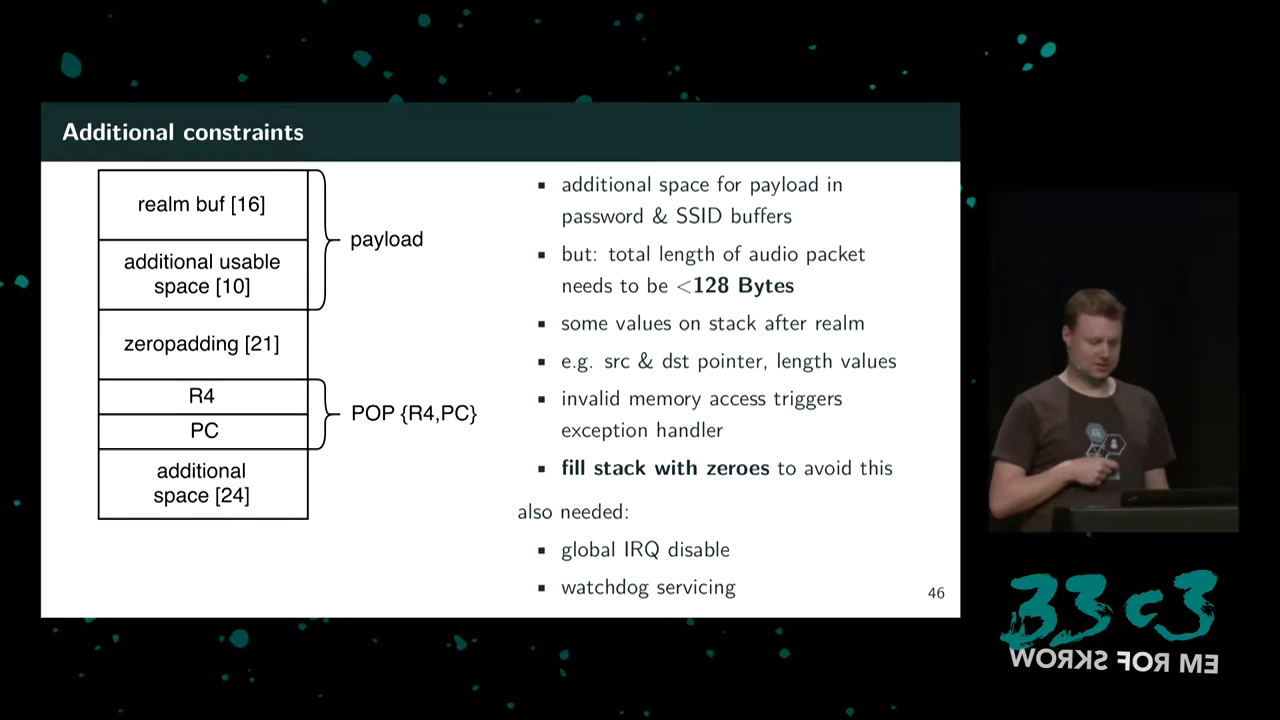 Additional constraints
realm buf [16]
additional usable
space [10]
payload
zeropadding [21]
R4
PC
POP {R4,PC}
additional
space [24]
▪ additional space for payload in
password & SSID buffers
▪ but: total length of audio packet
needs to be <128 Bytes
▪ some values on stack after realm
▪ e.g. src & dst pointer, length values
▪ invalid memory access triggers
exception handler
▪ fill stack with zeroes to avoid this
also needed:
▪ global IRQ disable
▪ watchdog servicing
46
33c3
WORKS FOR ME